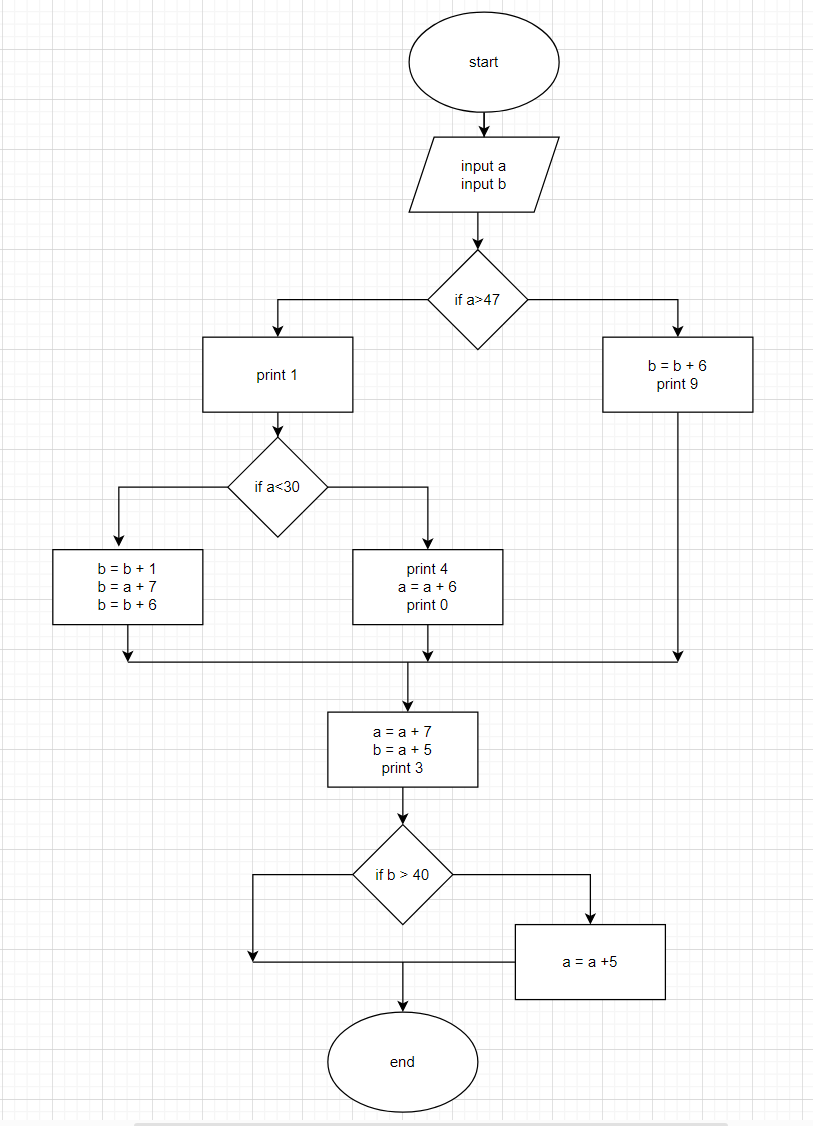 start
input a
input b
if a>47
print 1
b = b + 6
print 9
if a<30
b = b + 1
b = a + 7
b = b + 6
print 4
a = a + 6
print 0
a = a + 7
b = a + 5
print 3
if b > 40
a = a +5
end